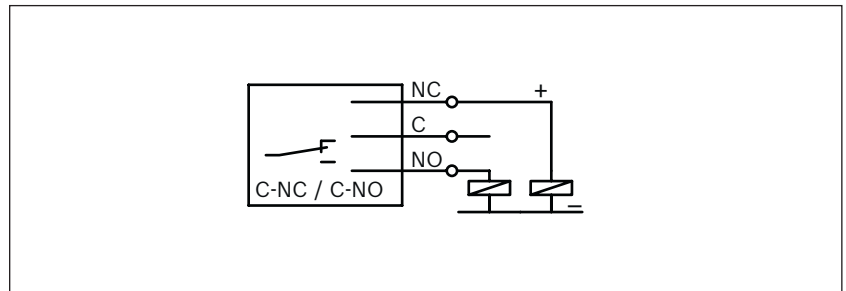 NC
+
C
NO
C-NC / C-NO
–